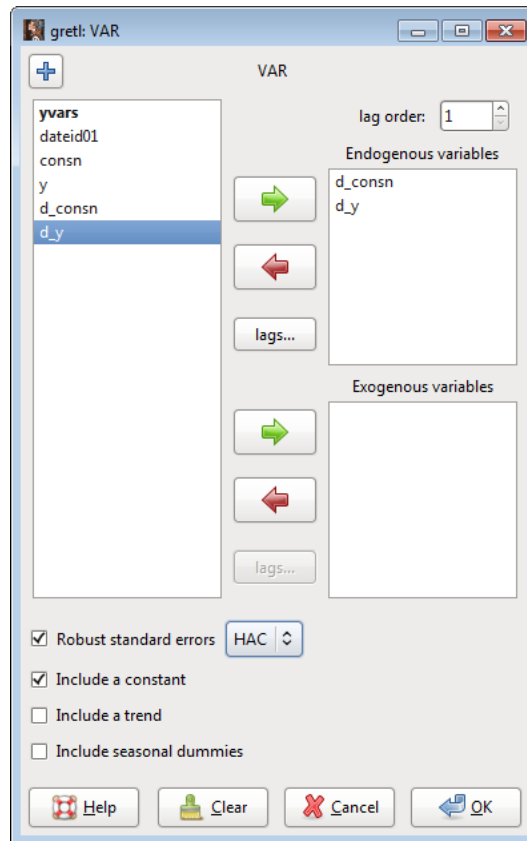 gretl: VAR
VAR
yvars
dateid01
consn
y
d_consn
d_y
lag order: 1
Endogenous variables
d_consn
d_y
lags...
Exogenous variables
lags...
Robust standard errors HAC
Include a constant
Include a trend
Include seasonal dummies
Help Clear Cancel OK